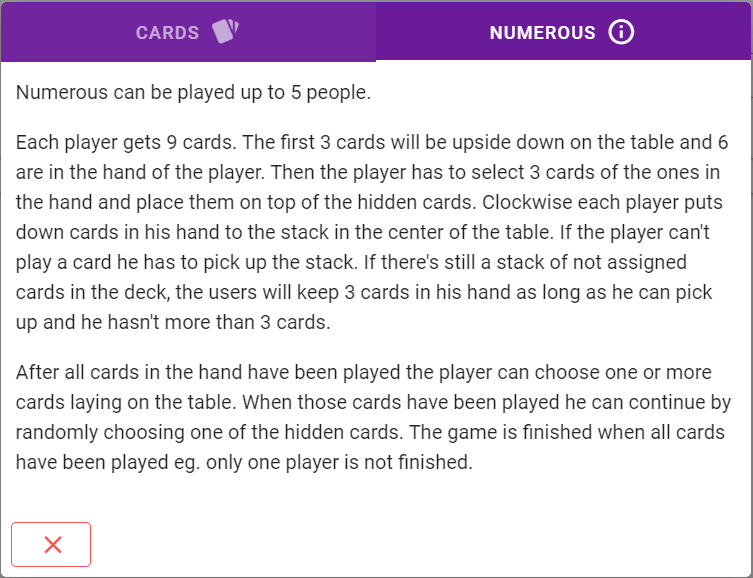 CARDS
NUMEROUS
Numerous can be played up to 5 people.
Each player gets 9 cards. The first 3 cards will be upside down on the table and 6
are in the hand of the player. Then the player has to select 3 cards of the ones in
the hand and place them on top of the hidden cards. Clockwise each player puts
down cards in his hand to the stack in the center of the table. If the player can't
play a card he has to pick up the stack. If there's still a stack of not assigned
cards in the deck, the users will keep 3 cards in his hand as long as he can pick
up and he hasn't more than 3 cards.
After all cards in the hand have been played the player can choose one or more
cards laying on the table. When those cards have been played he can continue by
randomly choosing one of the hidden cards. The game is finished when all cards
have been played eg. only one player is not finished.